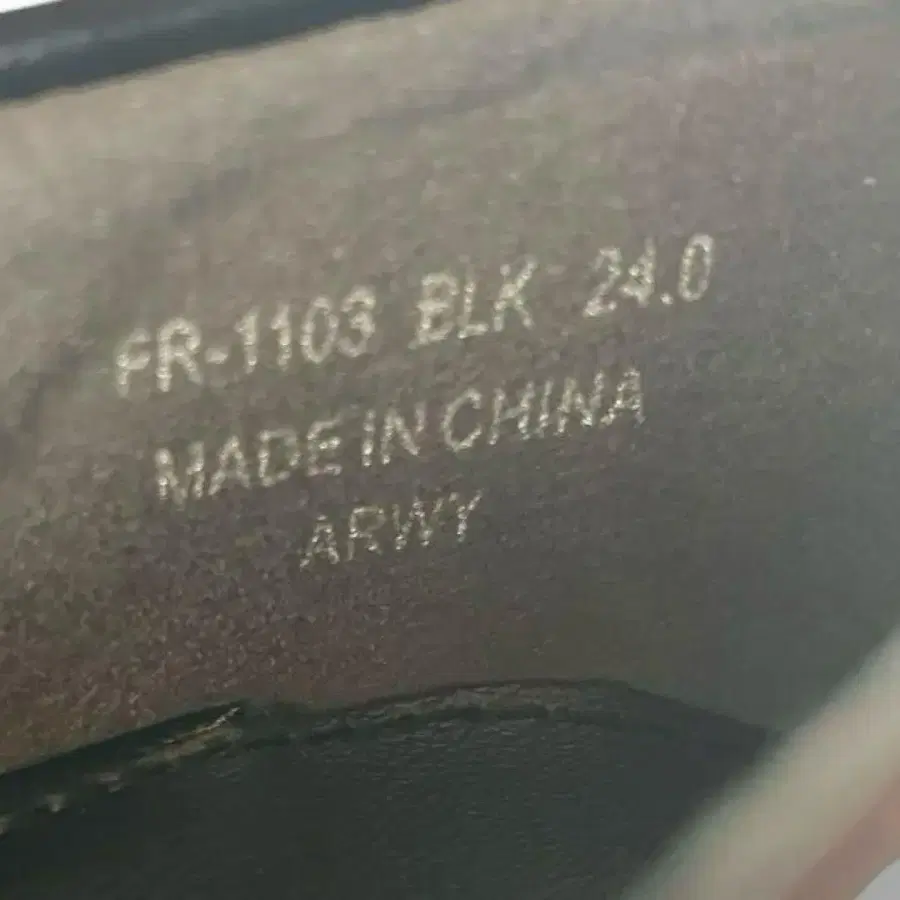 FR-1103 BLK 24.0
MADE IN CHINA
ARWY